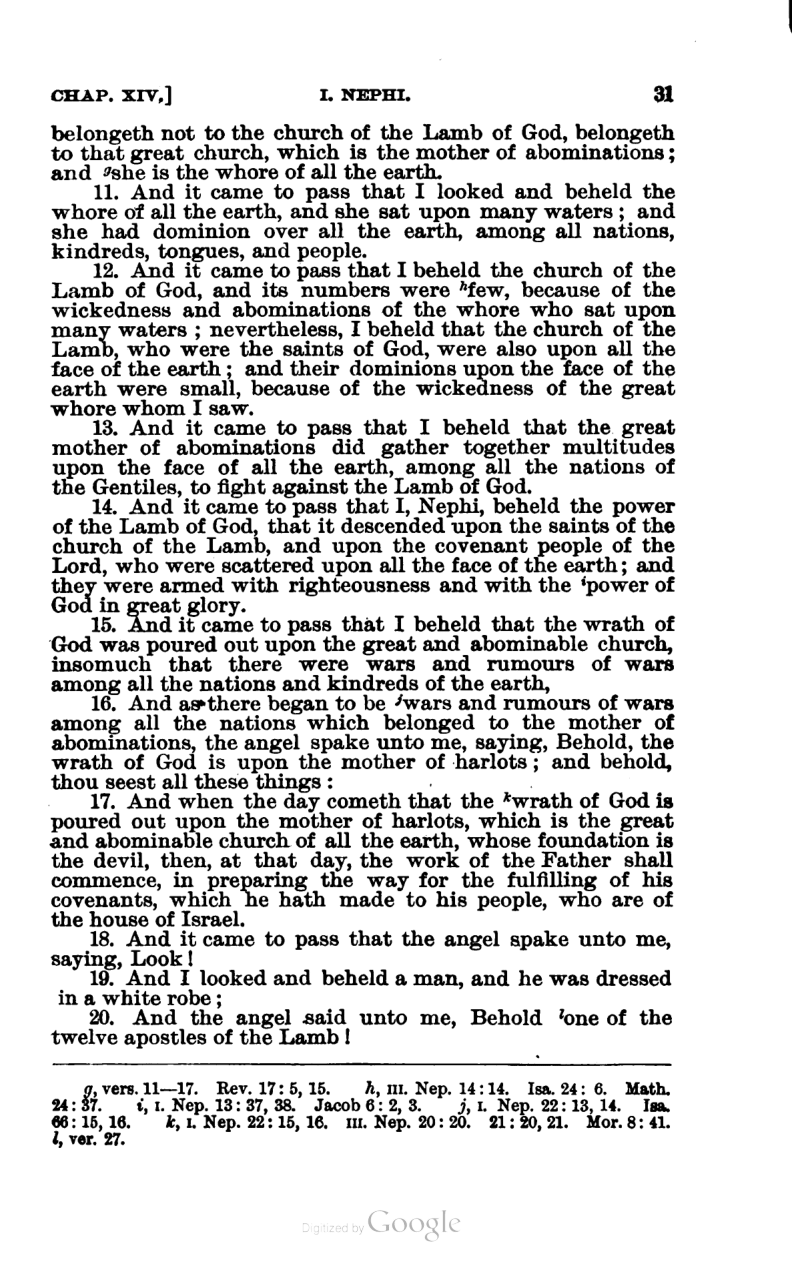 CHAP. XIV.] I. NEPHI. 31
belongeth not to the church of the Lamb of God, belongeth
to that great church, which is the mother of abominations;
and gshe is the whore of all the earth.
11. And it came to pass that I looked and beheld the
whore of all the earth, and she sat upon many waters; and
she had dominion over all the earth, among all nations,
kindreds, tongues, and people.
12. And it came to pass that I beheld the church of the
Lamb of God, and its numbers were hfew, because of the
wickedness and abominations of the whore who sat upon
many waters; nevertheless, I beheld that the church of the
Lamb, who were the saints of God, were also upon all the
face of the earth; and their dominions upon the face of the
earth were small, because of the wickedness of the great
whore whom I saw.
13. And it came to pass that I beheld that the great
mother of abominations did gather together multitudes
upon the face of all the earth, among all the nations of
the Gentiles, to fight against the Lamb of God.
14. And it came to pass that I, Nephi, beheld the power
of the Lamb of God, that it descended upon the saints of the
church of the Lamb, and upon the covenant people of the
Lord, who were scattered upon all the face of the earth; and
they were armed with righteousness and with the ipower of
God in great glory.
15. And it came to pass that I beheld that the wrath of
God was poured out upon the great and abominable church,
insomuch that there were wars and rumours of wars
among all the nations and kindreds of the earth,
16. And as there began to be jwars and rumours of wars
among all the nations which belonged to the mother of
abominations, the angel spake unto me, saying, Behold, the
wrath of God is upon the mother of harlots; and behold,
thou seest all these things:
17. And when the day cometh that the kwrath of God is
poured out upon the mother of harlots, which is the great
and abominable church of all the earth, whose foundation is
the devil, then, at that day, the work of the Father shall
commence, in preparing the way for the fulfilling of his
covenants, which he hath made to his people, who are of
the house of Israel.
18. And it came to pass that the angel spake unto me,
saying, Look!
19. And I looked and beheld a man, and he was dressed
in a white robe;
20. And the angel said unto me, Behold lone of the
twelve apostles of the Lamb!
g, vers. 11—17. Rev. 17: 5, 15. h, III. Nep. 14: 14. Isa. 24: 6. Math.
24: 37. i, I. Nep. 13: 37, 38. Jacob 6: 2, 3. j, I. Nep. 22: 13, 14. Isa.
66: 15, 16. k, I. Nep. 22: 15, 16. III. Nep. 20: 20. 21: 20, 21. Mor. 8: 41.
l, ver. 27.
Digitized by Google